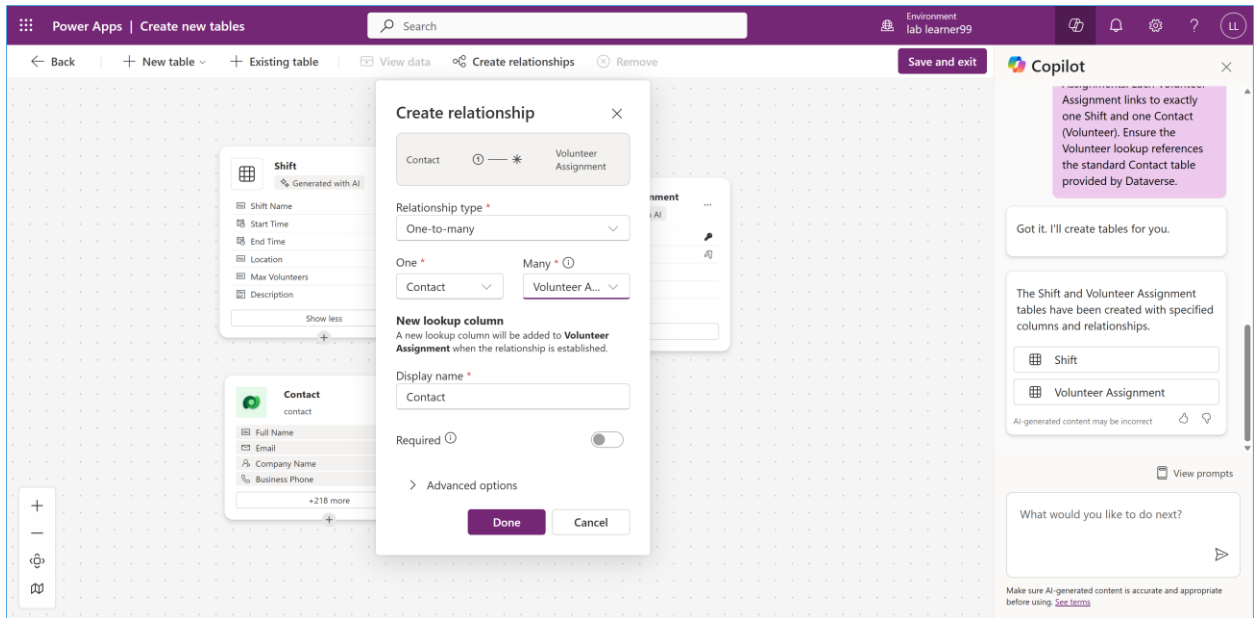 Power Apps | Create new tables
Search
Environment
lab learner99
LL
Back
New table
Existing table
View data
Create relationships
Remove
Save and exit
Shift
Generated with AI
Shift Name
Start Time
End Time
Location
Max Volunteers
Description
Show less
Contact
contact
Full Name
Email
Company Name
Business Phone
+218 more
nment
AI
...
Create relationship
Contact
1
Volunteer
Assignment
Relationship type *
One-to-many
One *
Many *
Contact
Volunteer A...
New lookup column
A new lookup column will be added to Volunteer
Assignment when the relationship is established.
Display name *
Contact
Required
Advanced options
Done
Cancel
Copilot
Assignment links to exactly
one Shift and one Contact
(Volunteer). Ensure the
Volunteer lookup references
the standard Contact table
provided by Dataverse.
Got it. I'll create tables for you.
The Shift and Volunteer Assignment
tables have been created with specified
columns and relationships.
Shift
Volunteer Assignment
AI-generated content may be incorrect
View prompts
What would you like to do next?
Make sure AI-generated content is accurate and appropriate
before using. See terms